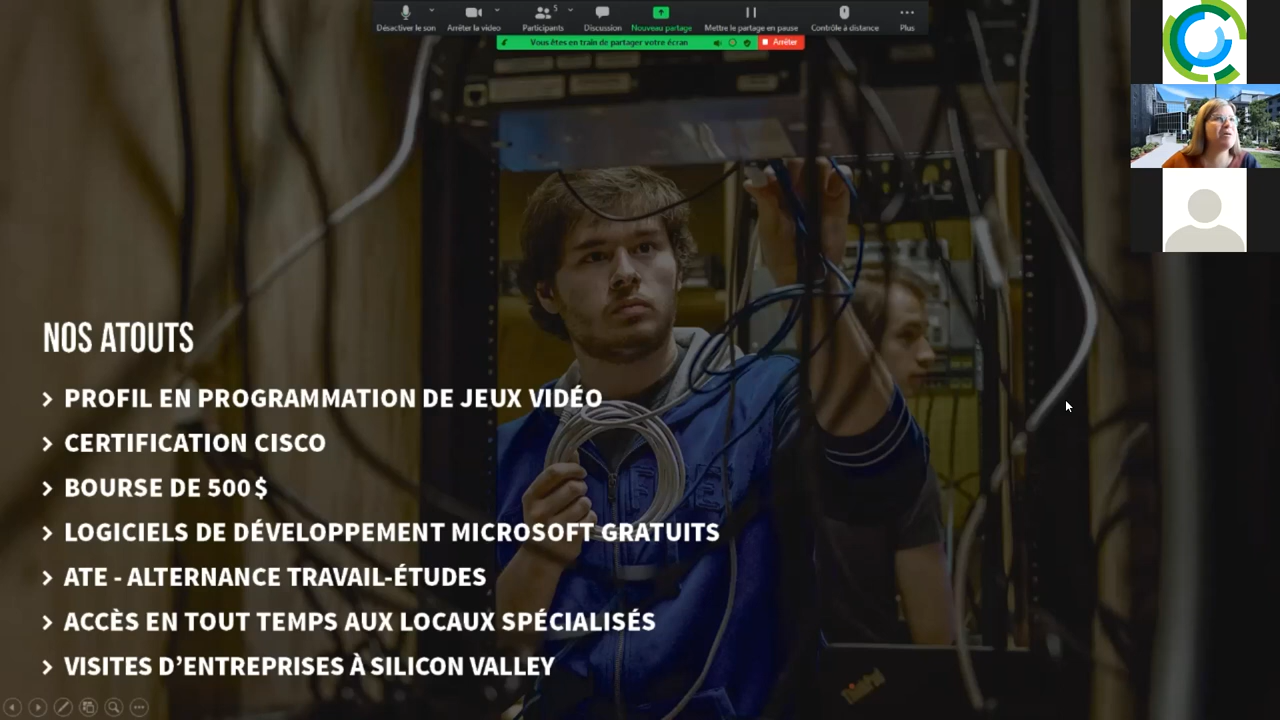 Désactiver le son
Arrêter la vidéo
Participants
5
Discussion
Nouveau partage
Mettre le partage en pause
Contrôle à distance
Plus
Vous êtes en train de partager votre écran
Arrêter
NOS ATOUTS
PROFIL EN PROGRAMMATION DE JEUX VIDÉO
CERTIFICATION CISCO
BOURSE DE 500 $
LOGICIELS DE DÉVELOPPEMENT MICROSOFT GRATUITS
ATE - ALTERNANCE TRAVAIL-ÉTUDES
ACCÈS EN TOUT TEMPS AUX LOCAUX SPÉCIALISÉS
VISITES D’ENTREPRISES À SILICON VALLEY